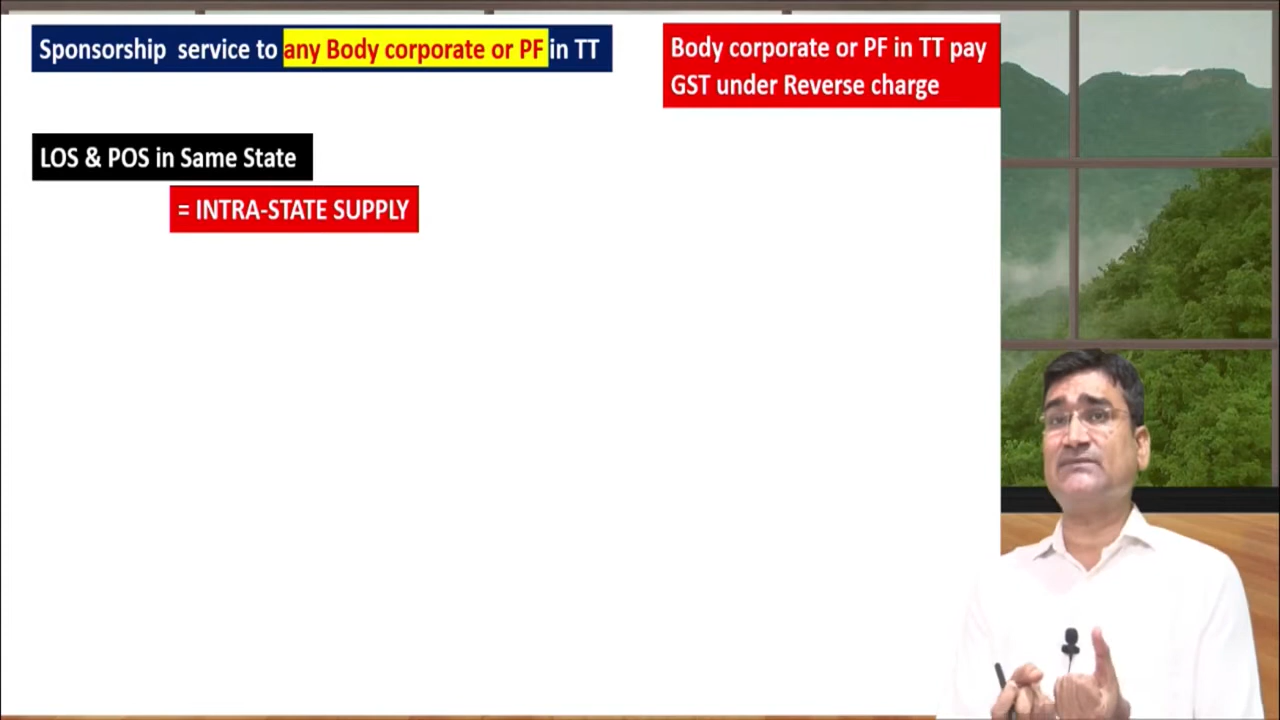 Sponsorship service to any Body corporate or PF in TT
Body corporate or PF in TT pay
GST under Reverse charge
LOS & POS in Same State
= INTRA-STATE SUPPLY